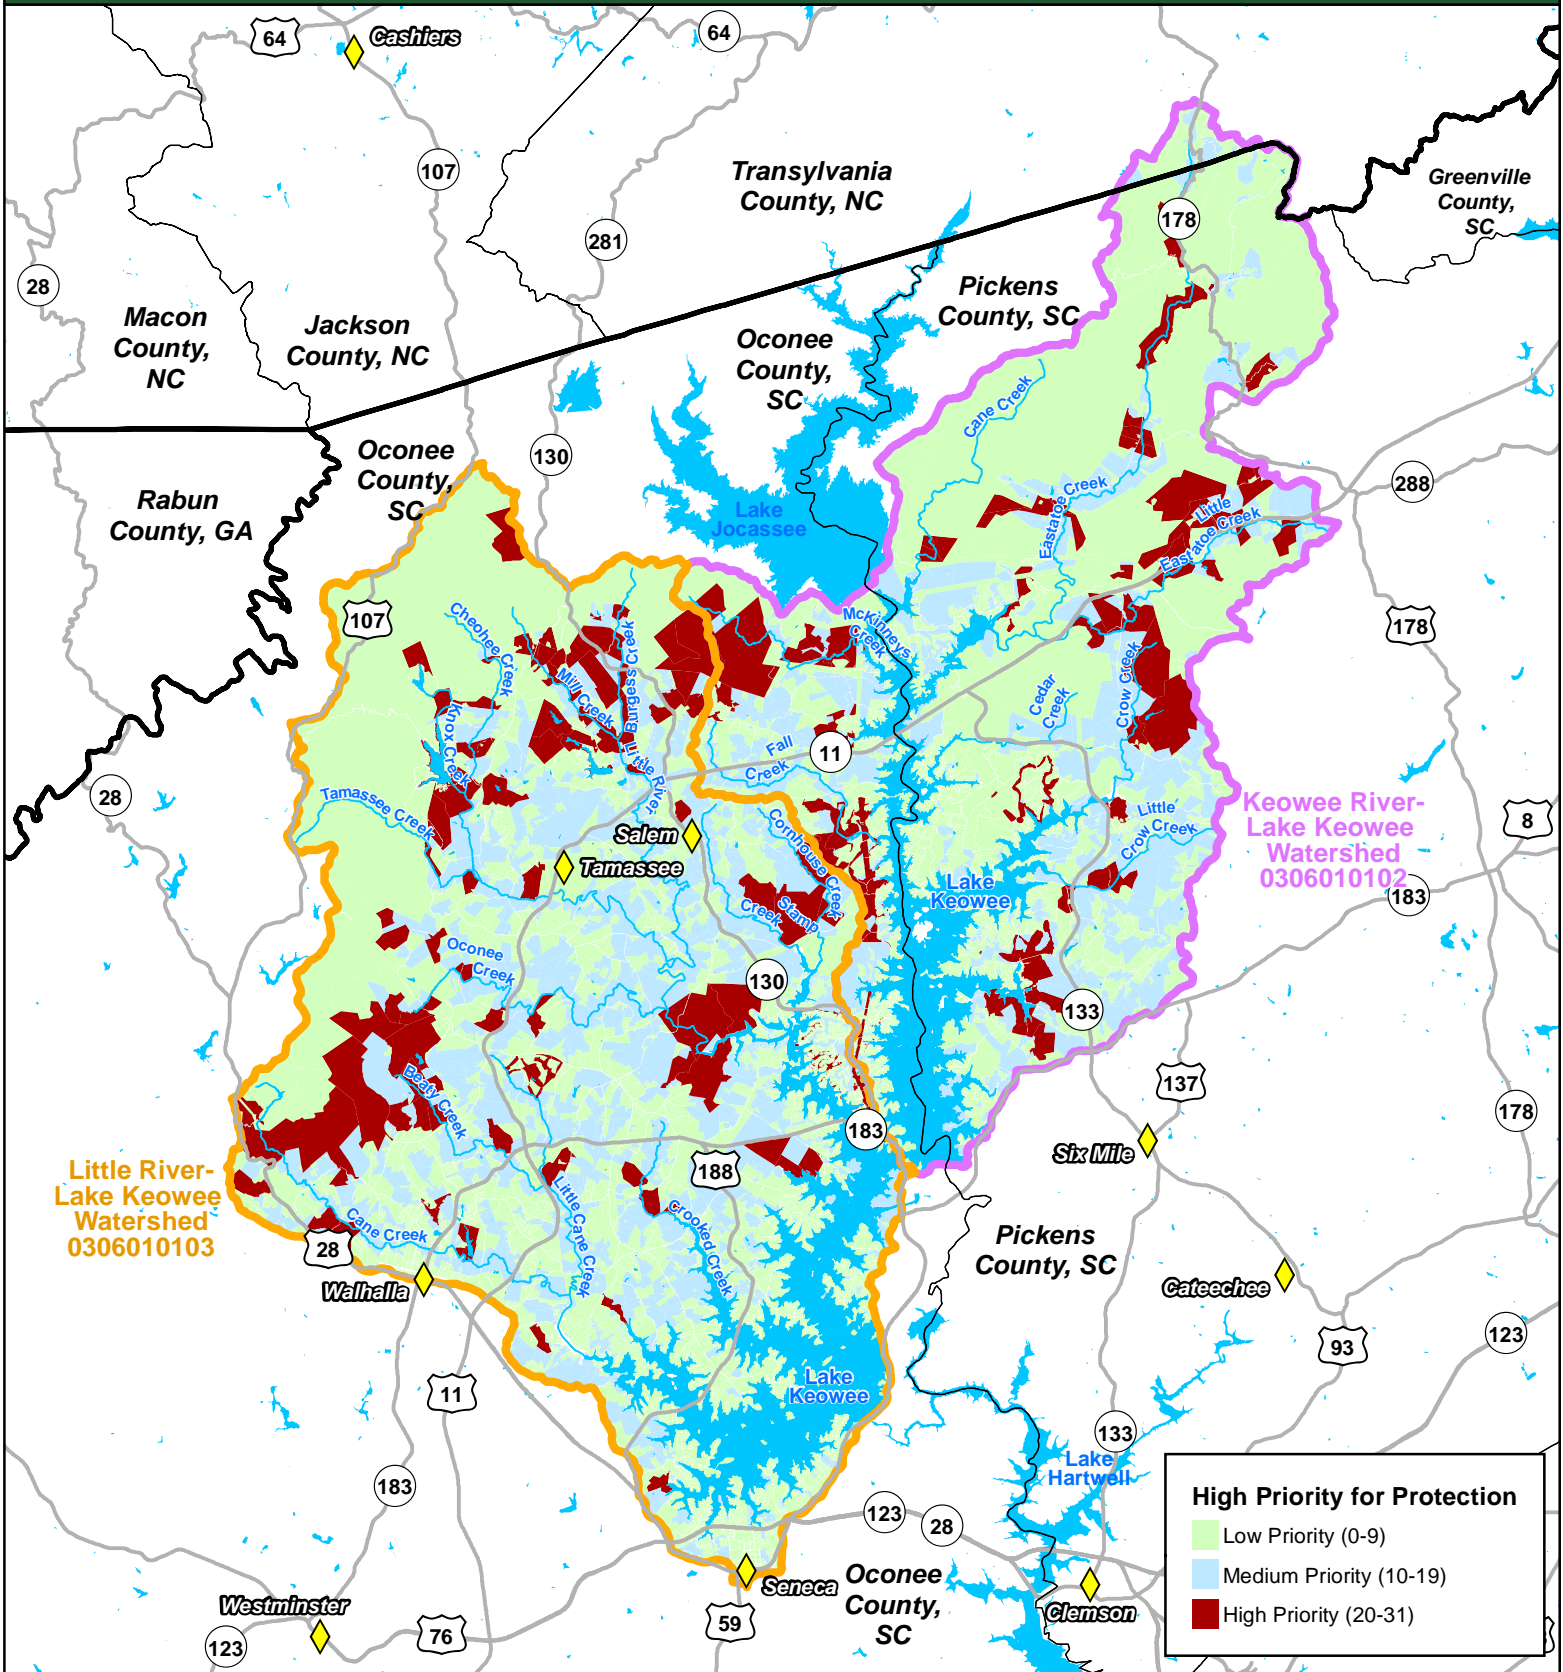 64
Cashiers
64
107
Transylvania
County, NC
Greenville
County,
SC
178
281
28
Macon
County,
NC
Jackson
County, NC
Pickens
County, SC
Oconee
County,
SC
Cane Creek
130
Oconee
County,
SC
288
Rabun
County, GA
Lake
Jocassee
Eastatoe Creek
Little
Eastatoe Creek
107
Cheohee Creek
McKinneys
Creek
178
Burgess Creek
Mill Creek
Crow Creek
Cedar
Creek
Knox Creek
Little River
Fall
Creek
11
28
Tamassee Creek
Keowee River-
Lake Keowee
Watershed
0306010102
Little
Crow Creek
8
Salem
Cornhouse Creek
Tamassee
Lake
Keowee
183
Stamp
Creek
Oconee
Creek
130
133
Beaty Creek
137
178
183
Six Mile
Little River-
Lake Keowee
Watershed
0306010103
188
Little Cane Creek
Crooked Creek
Cane Creek
28
Pickens
County, SC
Walhalla
Cateechee
123
93
11
Lake
Keowee
133
Lake
Hartwell
183
123
28
High Priority for Protection
Low Priority (0-9)
Medium Priority (10-19)
High Priority (20-31)
Seneca
Oconee
County,
SC
Clemson
Westminster
123
76
59